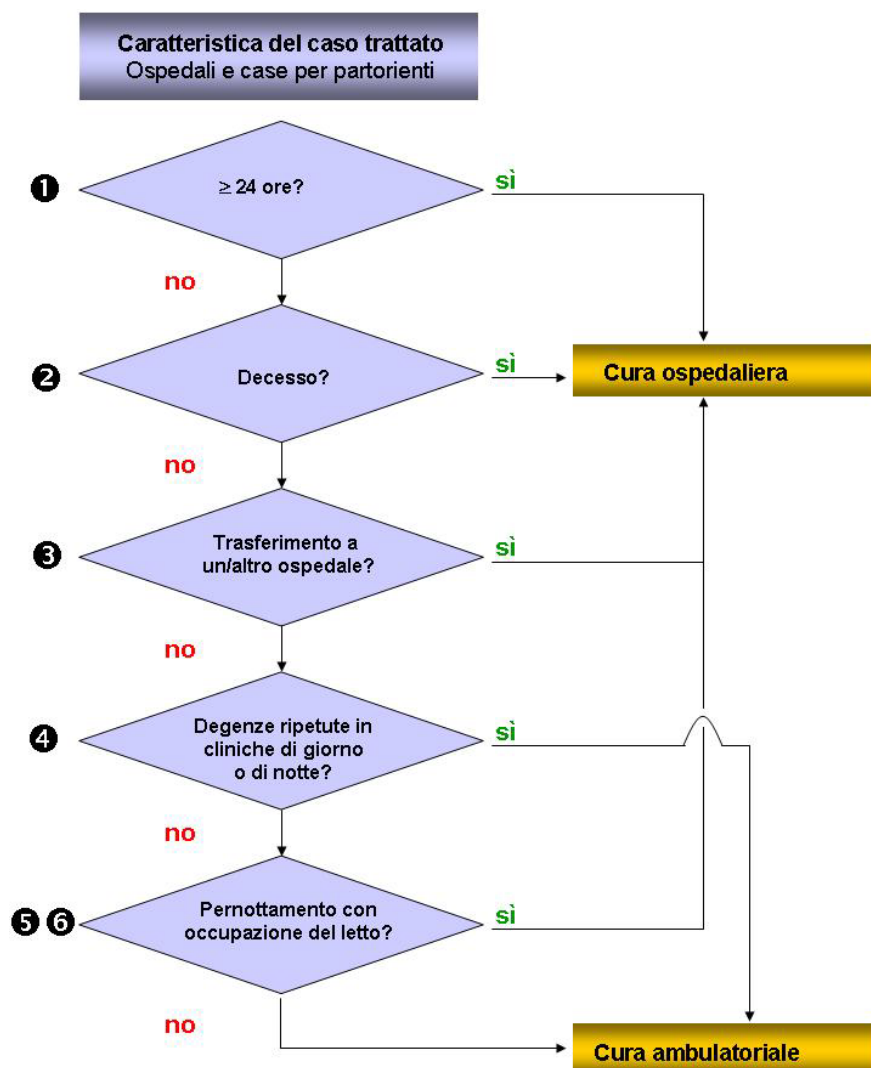 Caratteristica del caso trattato
Ospedali e case per partorienti
❶
≥ 24 ore?
sì
no
❷
Decesso?
sì
Cura ospedaliera
no
❸
Trasferimento a
un/altro ospedale?
sì
no
❹
Degenze ripetute in
cliniche di giorno
o di notte?
sì
no
❺ ❻
Pernottamento con
occupazione del letto?
sì
no
Cura ambulatoriale